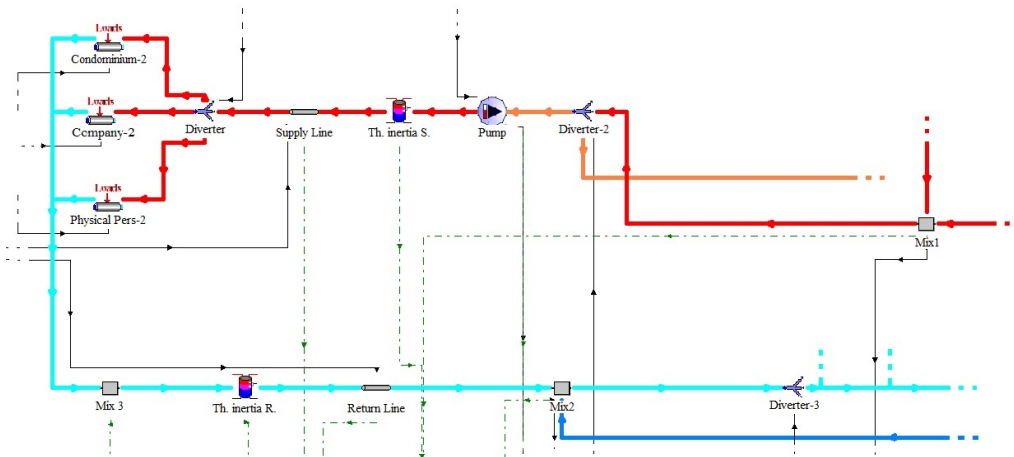 Loads
Condominium-2
Loads
Company-2
Diverter
Supply Line
Th. inertia S.
Pump
Diverter-2
Loads
Physical Pers-2
Mix1
Mix 3
Th. inertia R.
Return Line
Mix2
Diverter-3